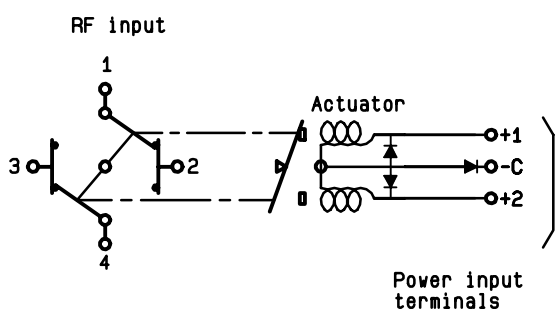 RF input
1
Actuator
+1
3
2
-C
+2
4
Power input
terminals